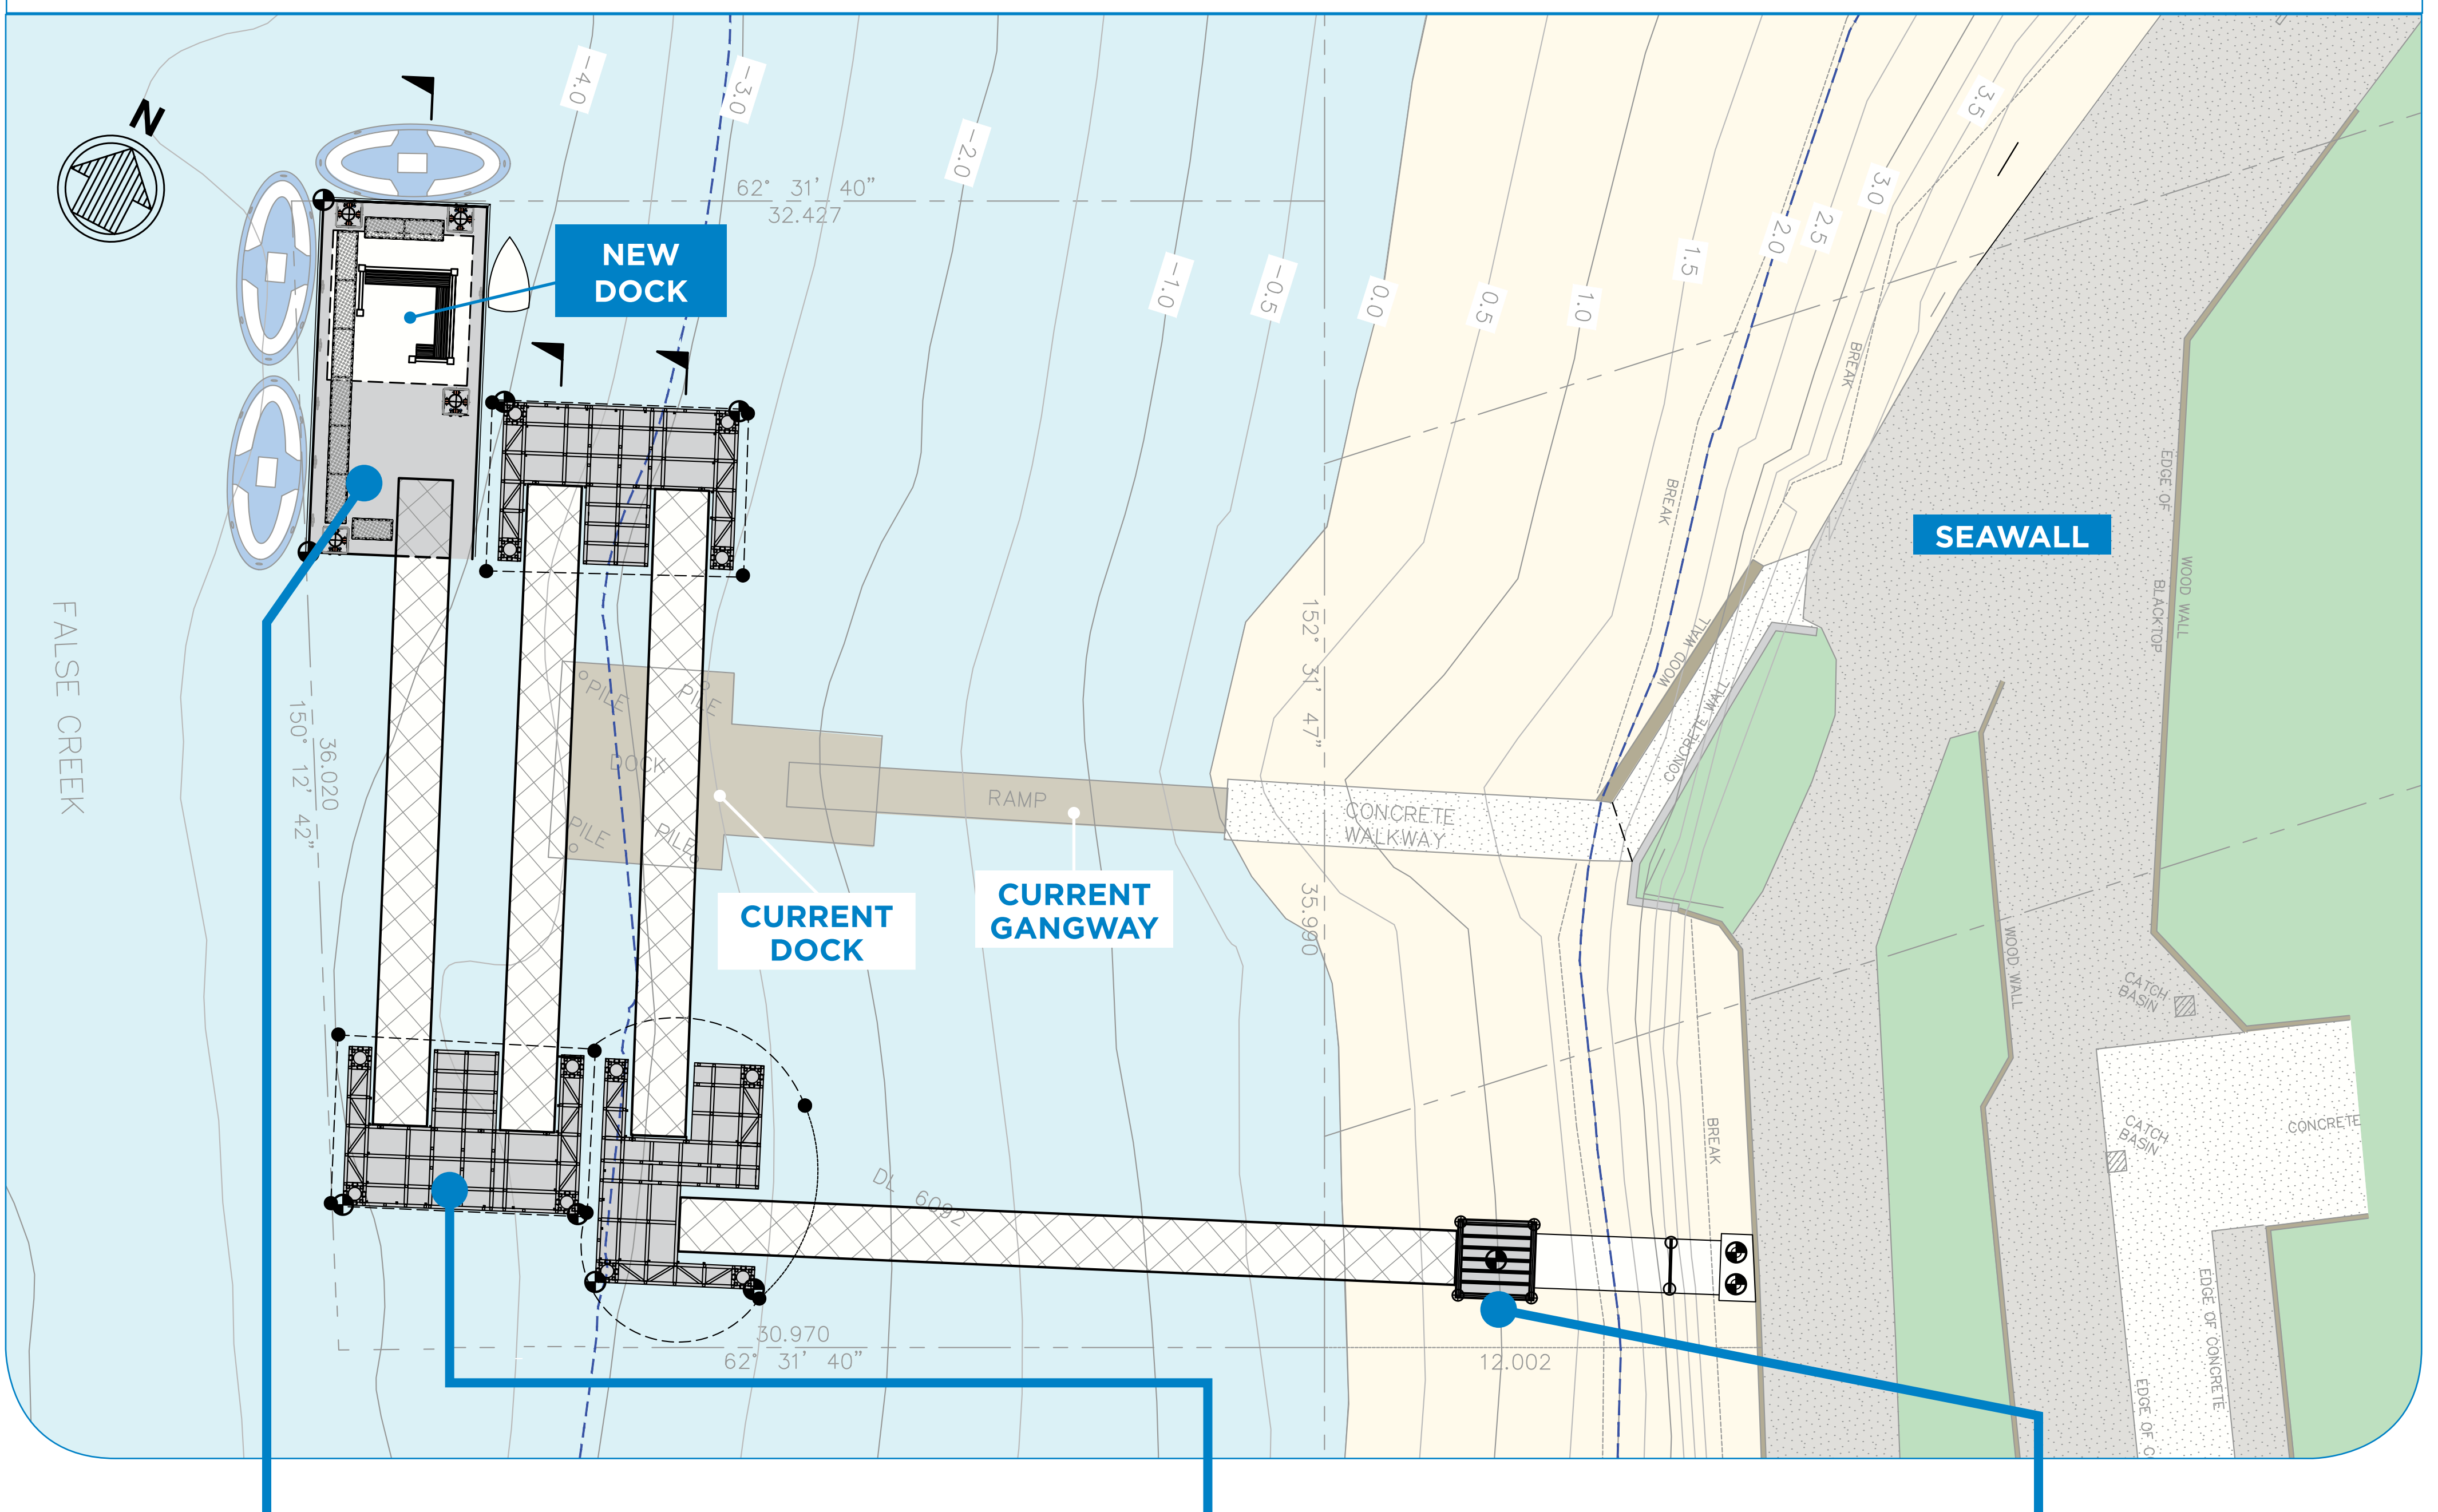 N
-4.0
-3.0
-2.0
-1.0
-0.5
0.0
0.5
1.0
1.5
2.0
2.5
3.0
3.5
62° 31' 40"
32.427
NEW
DOCK
BREAK
BREAK
EDGE OF
BLACKTOP
WOOD WALL
SEAWALL
FALSE CREEK
36.020
150° 12' 42"
152° 31' 47"
35.990
PILE
PILE
DOCK
PILE
PILE
RAMP
CONCRETE
WALKWAY
WOOD WALL
CONCRETE WALL
CURRENT
DOCK
CURRENT
GANGWAY
WOOD WALL
CATCH
BASIN
CATCH
BASIN
CONCRETE
BREAK
DL 6092
30.970
62° 31' 40"
12.002
EDGE OF CONCRETE
EDGE OF C